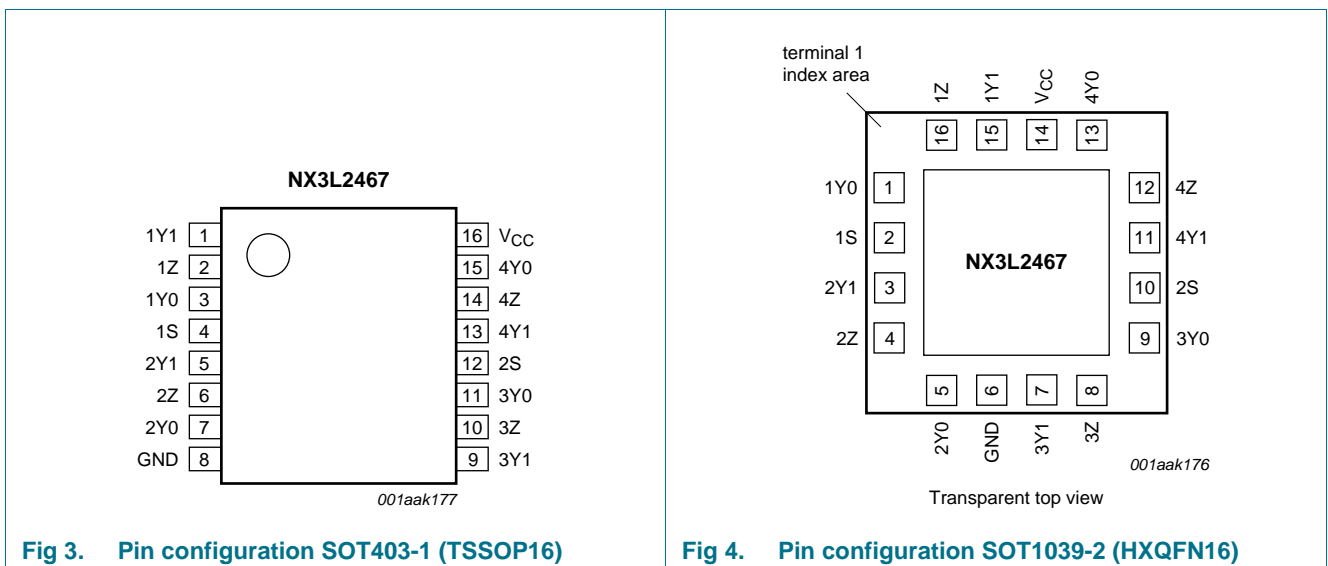 NX3L2467
1Y1 1 16 VCC
1Z 2 15 4Y0
1Y0 3 14 4Z
1S 4 13 4Y1
2Y1 5 12 2S
2Z 6 11 3Y0
2Y0 7 10 3Z
GND 8 9 3Y1
001aak177
Fig 3. Pin configuration SOT403-1 (TSSOP16)
terminal 1
index area
1Z 1Y1 VCC 4Y0
16 15 14 13
1Y0 1 12 4Z
1S 2 11 4Y1
NX3L2467
2Y1 3 10 2S
2Z 4 9 3Y0
5 6 7 8
2Y0 GND 3Y1 3Z
001aak176
Transparent top view
Fig 4. Pin configuration SOT1039-2 (HXQFN16)